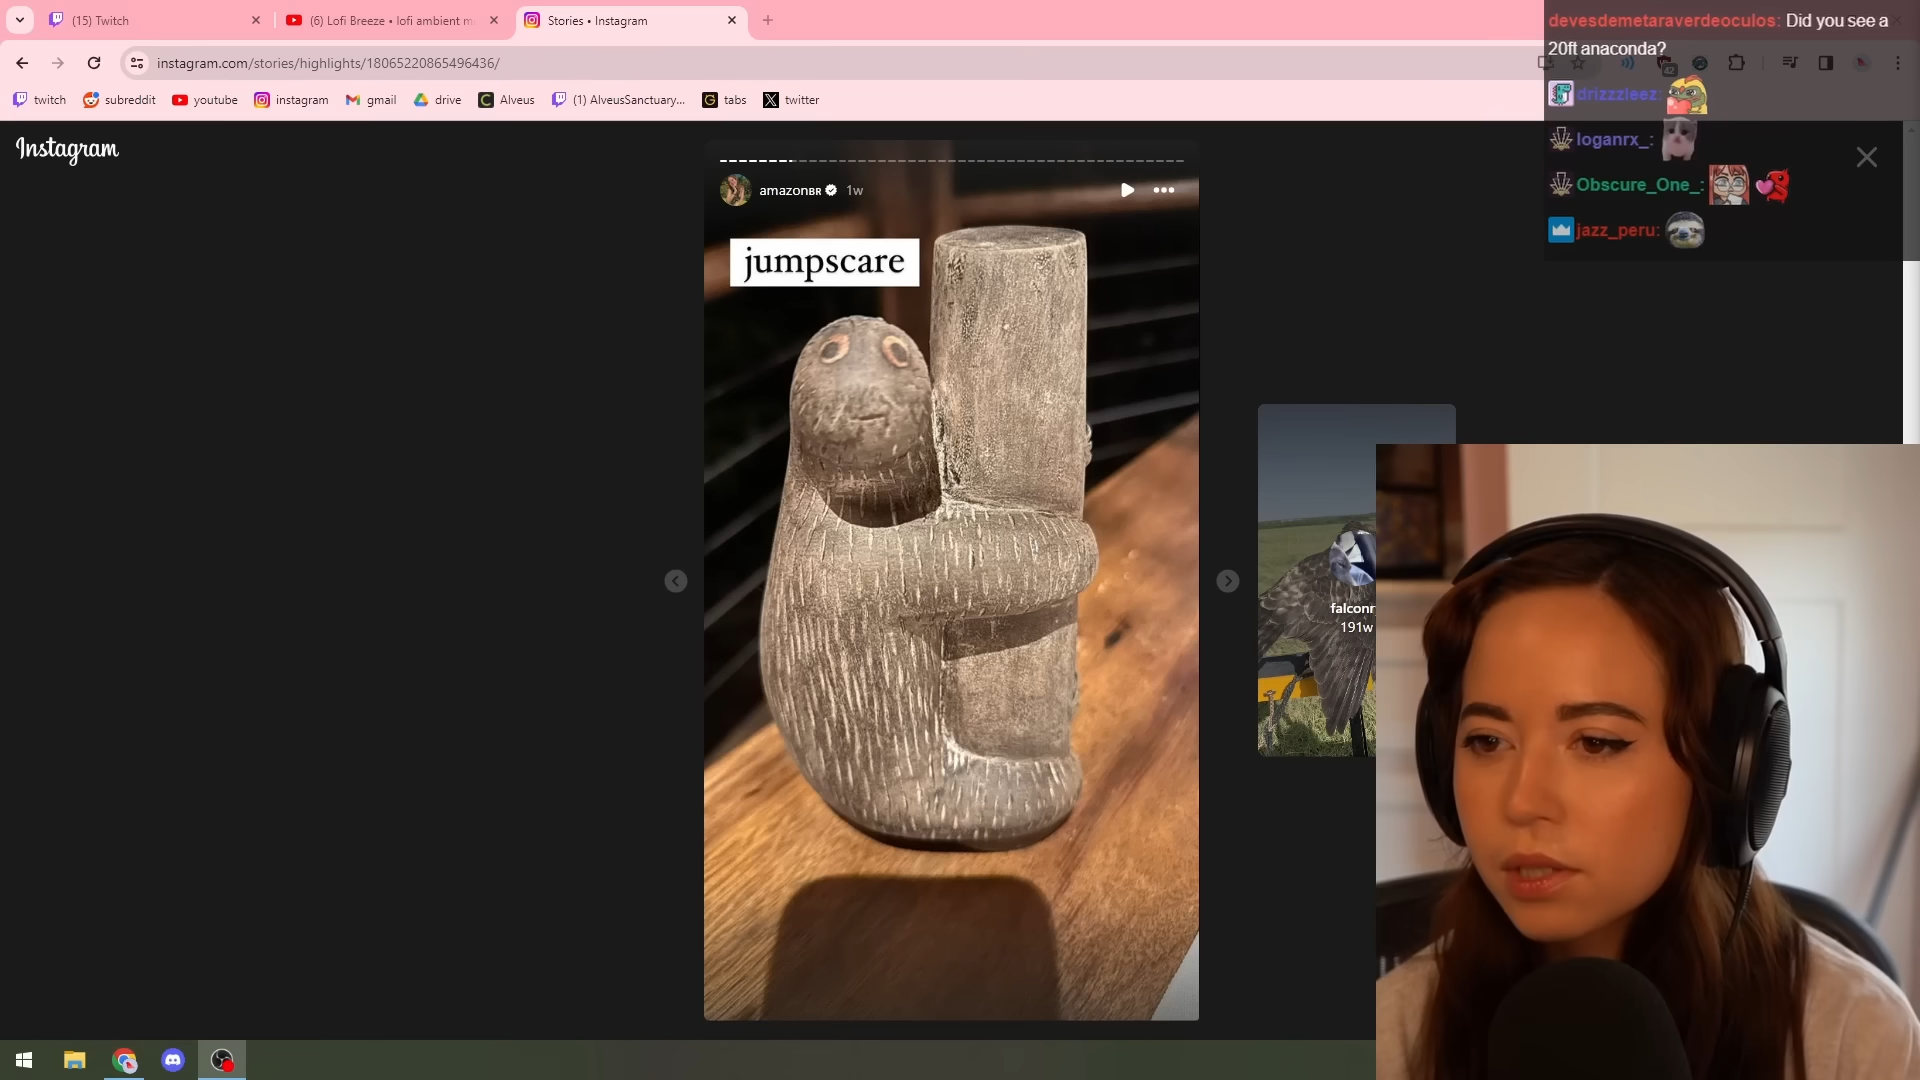 (15) Twitch
(6) Lofi Breeze • lofi ambient m
Stories • Instagram
instagram.com/stories/highlights/18065220865496436/
twitch
subreddit
youtube
instagram
gmail
drive
Alveus
(1) AlveusSanctuary...
tabs
twitter
devesdemetaraverdeoculos: Did you see a
20ft anaconda?
drizzzleez:
loganrx_:
Obscure_One_:
jazz_peru:
Instagram
amazonBR 1w
jumpscare
falconr
191w